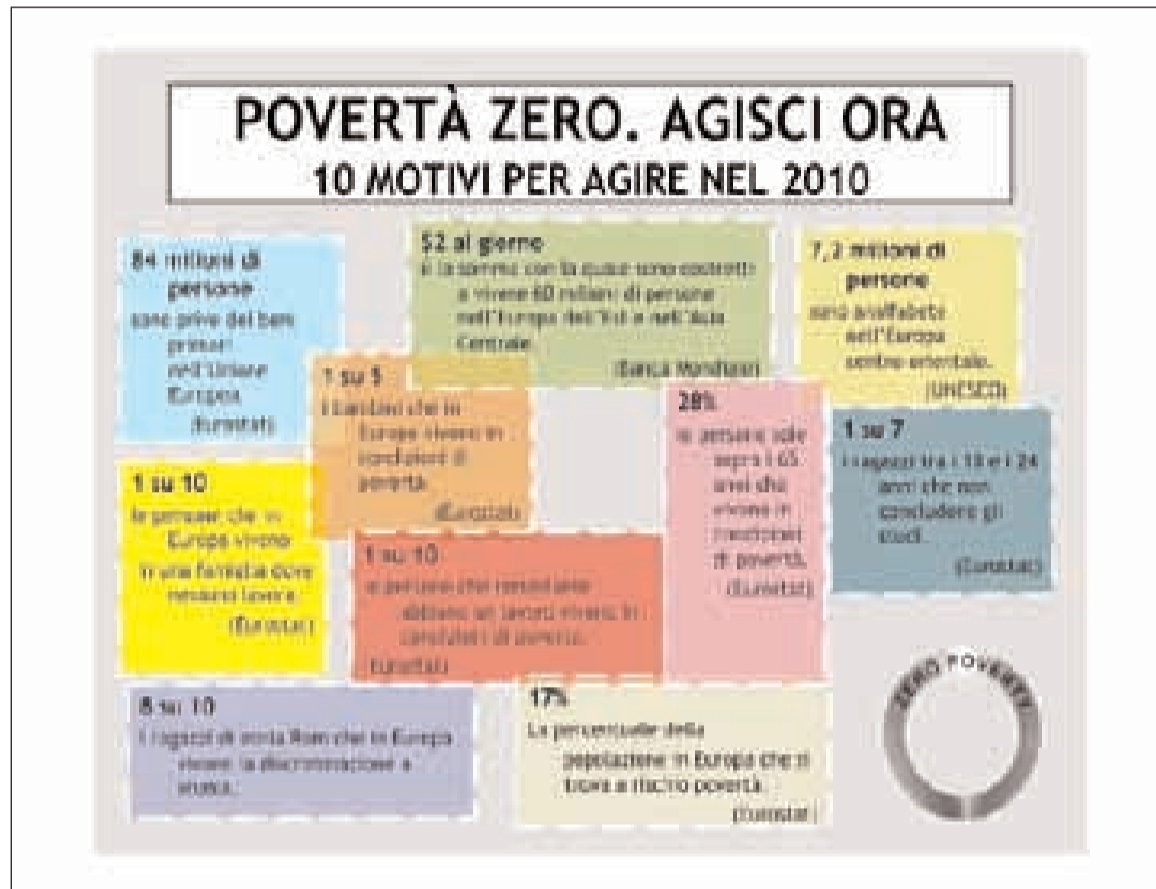 POVERTÀ ZERO. AGISCI ORA
10 MOTIVI PER AGIRE NEL 2010
84 milioni di
persone
sono prive dei beni
primari
nell'Unione
Europea.
(Eurostat)
$2 al giorno
è la somma con la quale sono costretti
a vivere 60 milioni di persone
nell'Europa dell'Est e nell'Asia
Centrale.
(Banca Mondiale)
7,2 milioni di
persone
sono analfabete
nell'Europa
centro-orientale.
(UNESCO)
1 su 5
i bambini che in
Europa vivono in
condizioni di
povertà.
(Eurostat)
28%
le persone sole
sopra i 65
anni che
vivono in
condizioni
di povertà.
(Eurostat)
1 su 7
i ragazzi tra i 18 e i 24
anni che non
concludono gli
studi.
(Eurostat)
1 su 10
le persone che in
Europa vivono
in una famiglia dove
nessuno lavora.
(Eurostat)
1 su 10
le persone che nonostante
abbiano un lavoro vivono in
condizioni di povertà.
(Eurostat)
8 su 10
i ragazzi di etnia Rom che in Europa
vivono la discriminazione a
scuola.
17%
La percentuale della
popolazione in Europa che si
trova a rischio povertà.
(Eurostat)
ZERO POVERTY